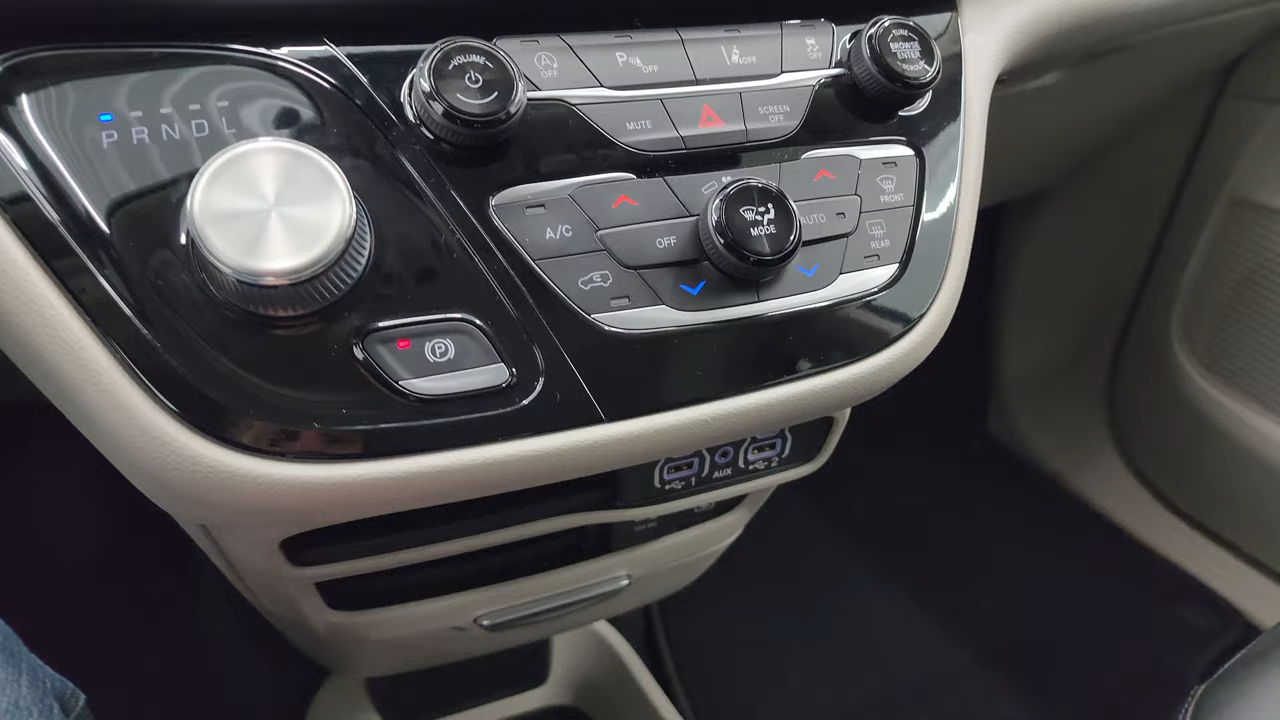 VOLUME
A OFF
P OFF
OFF
OFF
TUNE
BROWSE
ENTER
SCROLL
MUTE
SCREEN
OFF
P R N D L
A/C
OFF
MODE
AUTO
FRONT
REAR
P
1
AUX
2